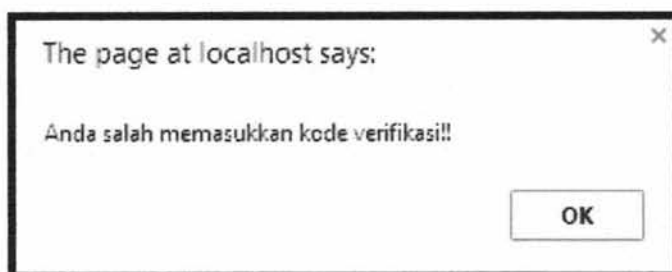 The page at localhost says:
Anda salah memasukkan kode verifikasi!!
OK